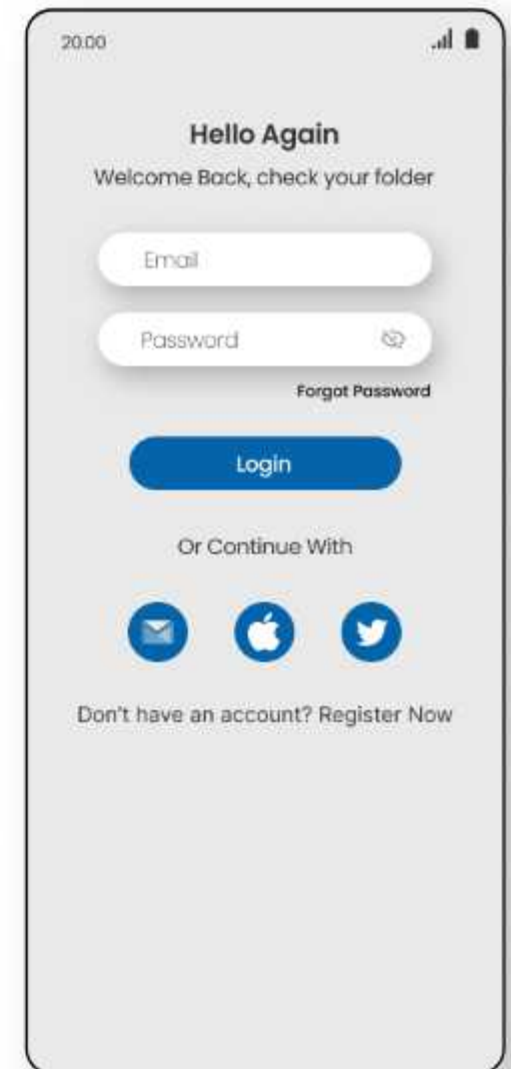 20.00
Hello Again
Welcome Back, check your folder
Email
Password
Forgot Password
Login
Or Continue With
Don't have an account? Register Now